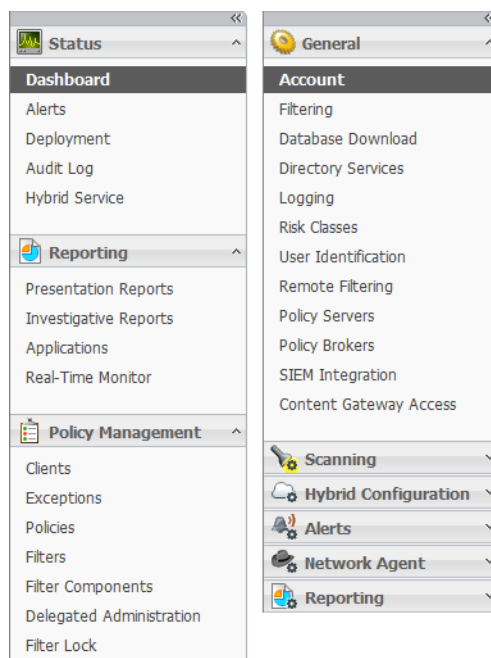 Status
Dashboard
Alerts
Deployment
Audit Log
Hybrid Service
Reporting
Presentation Reports
Investigative Reports
Applications
Real-Time Monitor
Policy Management
Clients
Exceptions
Policies
Filters
Filter Components
Delegated Administration
Filter Lock
General
Account
Filtering
Database Download
Directory Services
Logging
Risk Classes
User Identification
Remote Filtering
Policy Servers
Policy Brokers
SIEM Integration
Content Gateway Access
Scanning
Hybrid Configuration
Alerts
Network Agent
Reporting